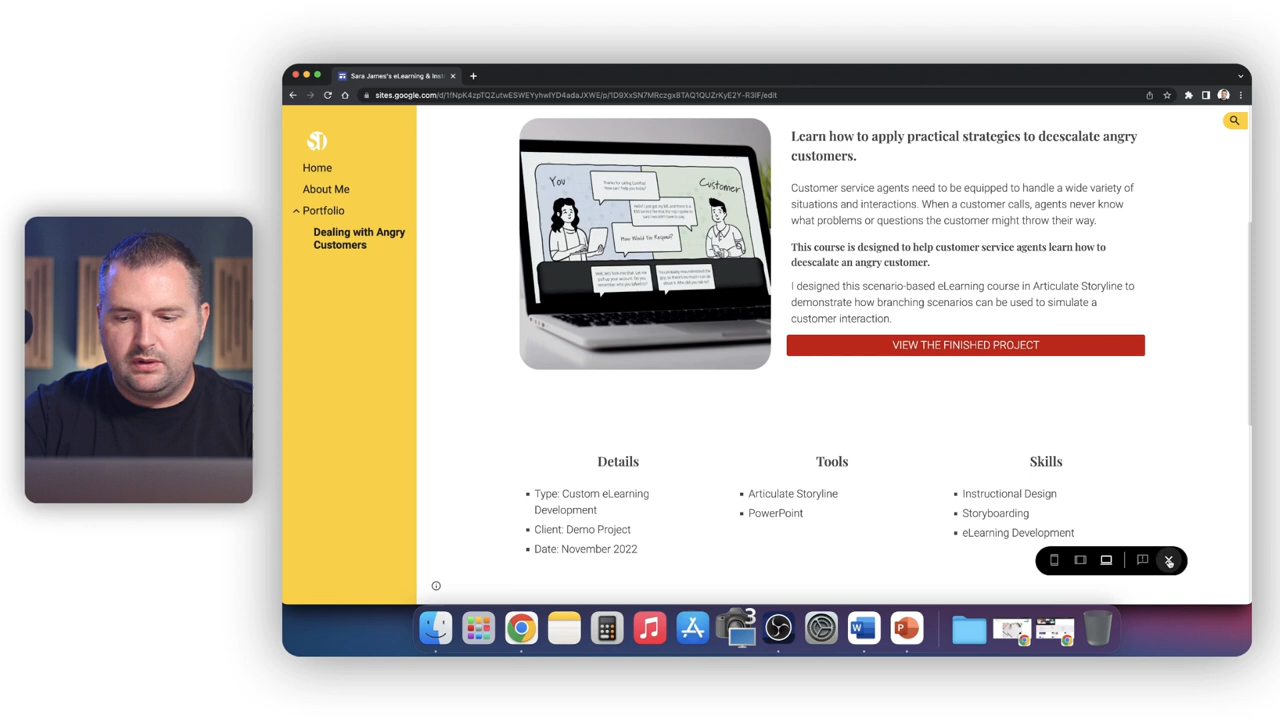 Sara James's eLearning & Inst
sites.google.com/d/1fNpK4zpTQZutwESWEYyhwIYD4adaJXWE/p/1D9XxSN7MRczgx8TAQ1QUZrKyE2Y-R3IF/edit
Home
About Me
Portfolio
Dealing with Angry
Customers
You
Customer
How Would You Respond?
Learn how to apply practical strategies to deescalate angry
customers.
Customer service agents need to be equipped to handle a wide variety of
situations and interactions. When a customer calls, agents never know
what problems or questions the customer might throw their way.
This course is designed to help customer service agents learn how to
deescalate an angry customer.
I designed this scenario-based eLearning course in Articulate Storyline to
demonstrate how branching scenarios can be used to simulate a
customer interaction.
VIEW THE FINISHED PROJECT
Details
Type: Custom eLearning
Development
Client: Demo Project
Date: November 2022
Tools
Articulate Storyline
PowerPoint
Skills
Instructional Design
Storyboarding
eLearning Development
3
W
P